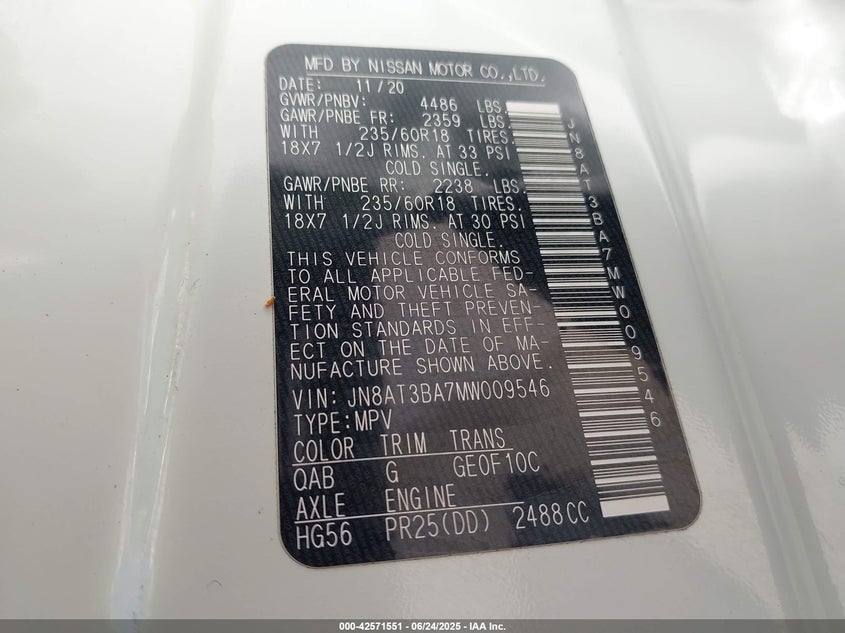 MFD BY NISSAN MOTOR CO.,LTD.
DATE: 11/20
GVWR/PNBV: 4486 LBS.
GAWR/PNBE FR: 2359 LBS.
WITH 235/60R18 TIRES.
18X7 1/2J RIMS. AT 33 PSI
COLD SINGLE.
GAWR/PNBE RR: 2238 LBS.
WITH 235/60R18 TIRES.
18X7 1/2J RIMS. AT 30 PSI
COLD SINGLE.
THIS VEHICLE CONFORMS
TO ALL APPLICABLE FED-
ERAL MOTOR VEHICLE SA-
FETY AND THEFT PREVEN-
TION STANDARDS IN EFF-
ECT ON THE DATE OF MA-
NUFACTURE SHOWN ABOVE.
VIN: JN8AT3BA7MW009546
TYPE:MPV
COLOR TRIM TRANS
QAB G GE0F10C
AXLE ENGINE
HG56 PR25(DD) 2488CC
JN8AT3BA7MW009546
000-42571551 - 06/24/2025 - IAA Inc.